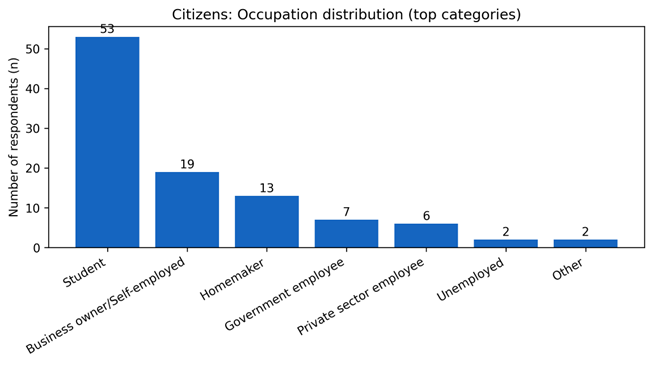 Citizens: Occupation distribution (top categories)
Number of respondents (n)
50
40
30
20
10
0
53
19
13
7
6
2
2
Student
Business owner/Self-employed
Homemaker
Government employee
Private sector employee
Unemployed
Other